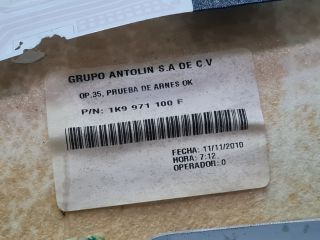 GRUPO ANTOLIN S.A DE C.V
OP.35, PRUEBA DE ARNES OK
P/N: 1K9 971 100 F
FECHA: 11/11/2010
HORA: 7:12
OPERADOR: 0